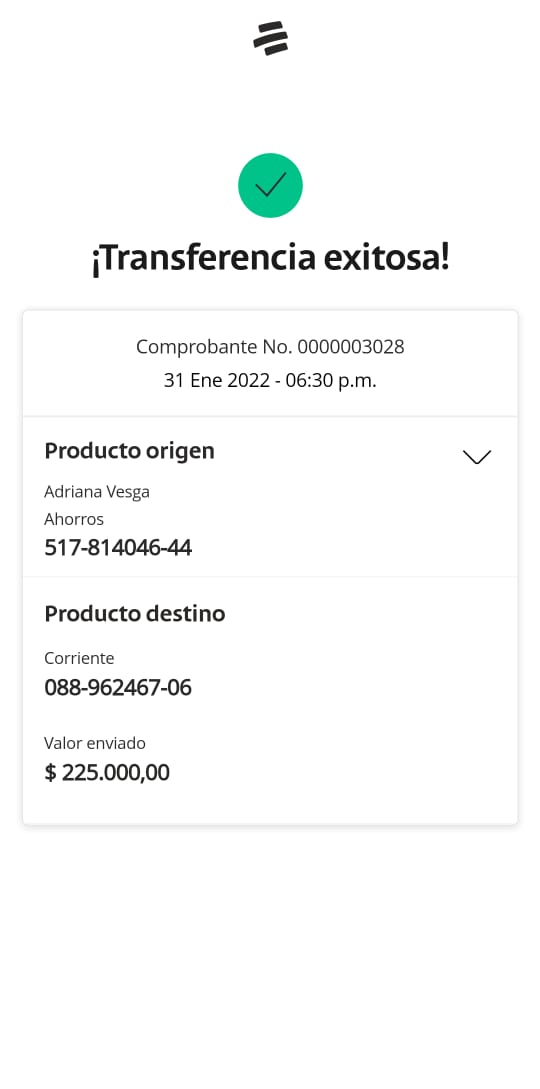 ¡Transferencia exitosa!
Comprobante No. 0000003028
31 Ene 2022 - 06:30 p.m.
Producto origen
Adriana Vesga
Ahorros
517-814046-44
Producto destino
Corriente
088-962467-06
Valor enviado
$ 225.000,00